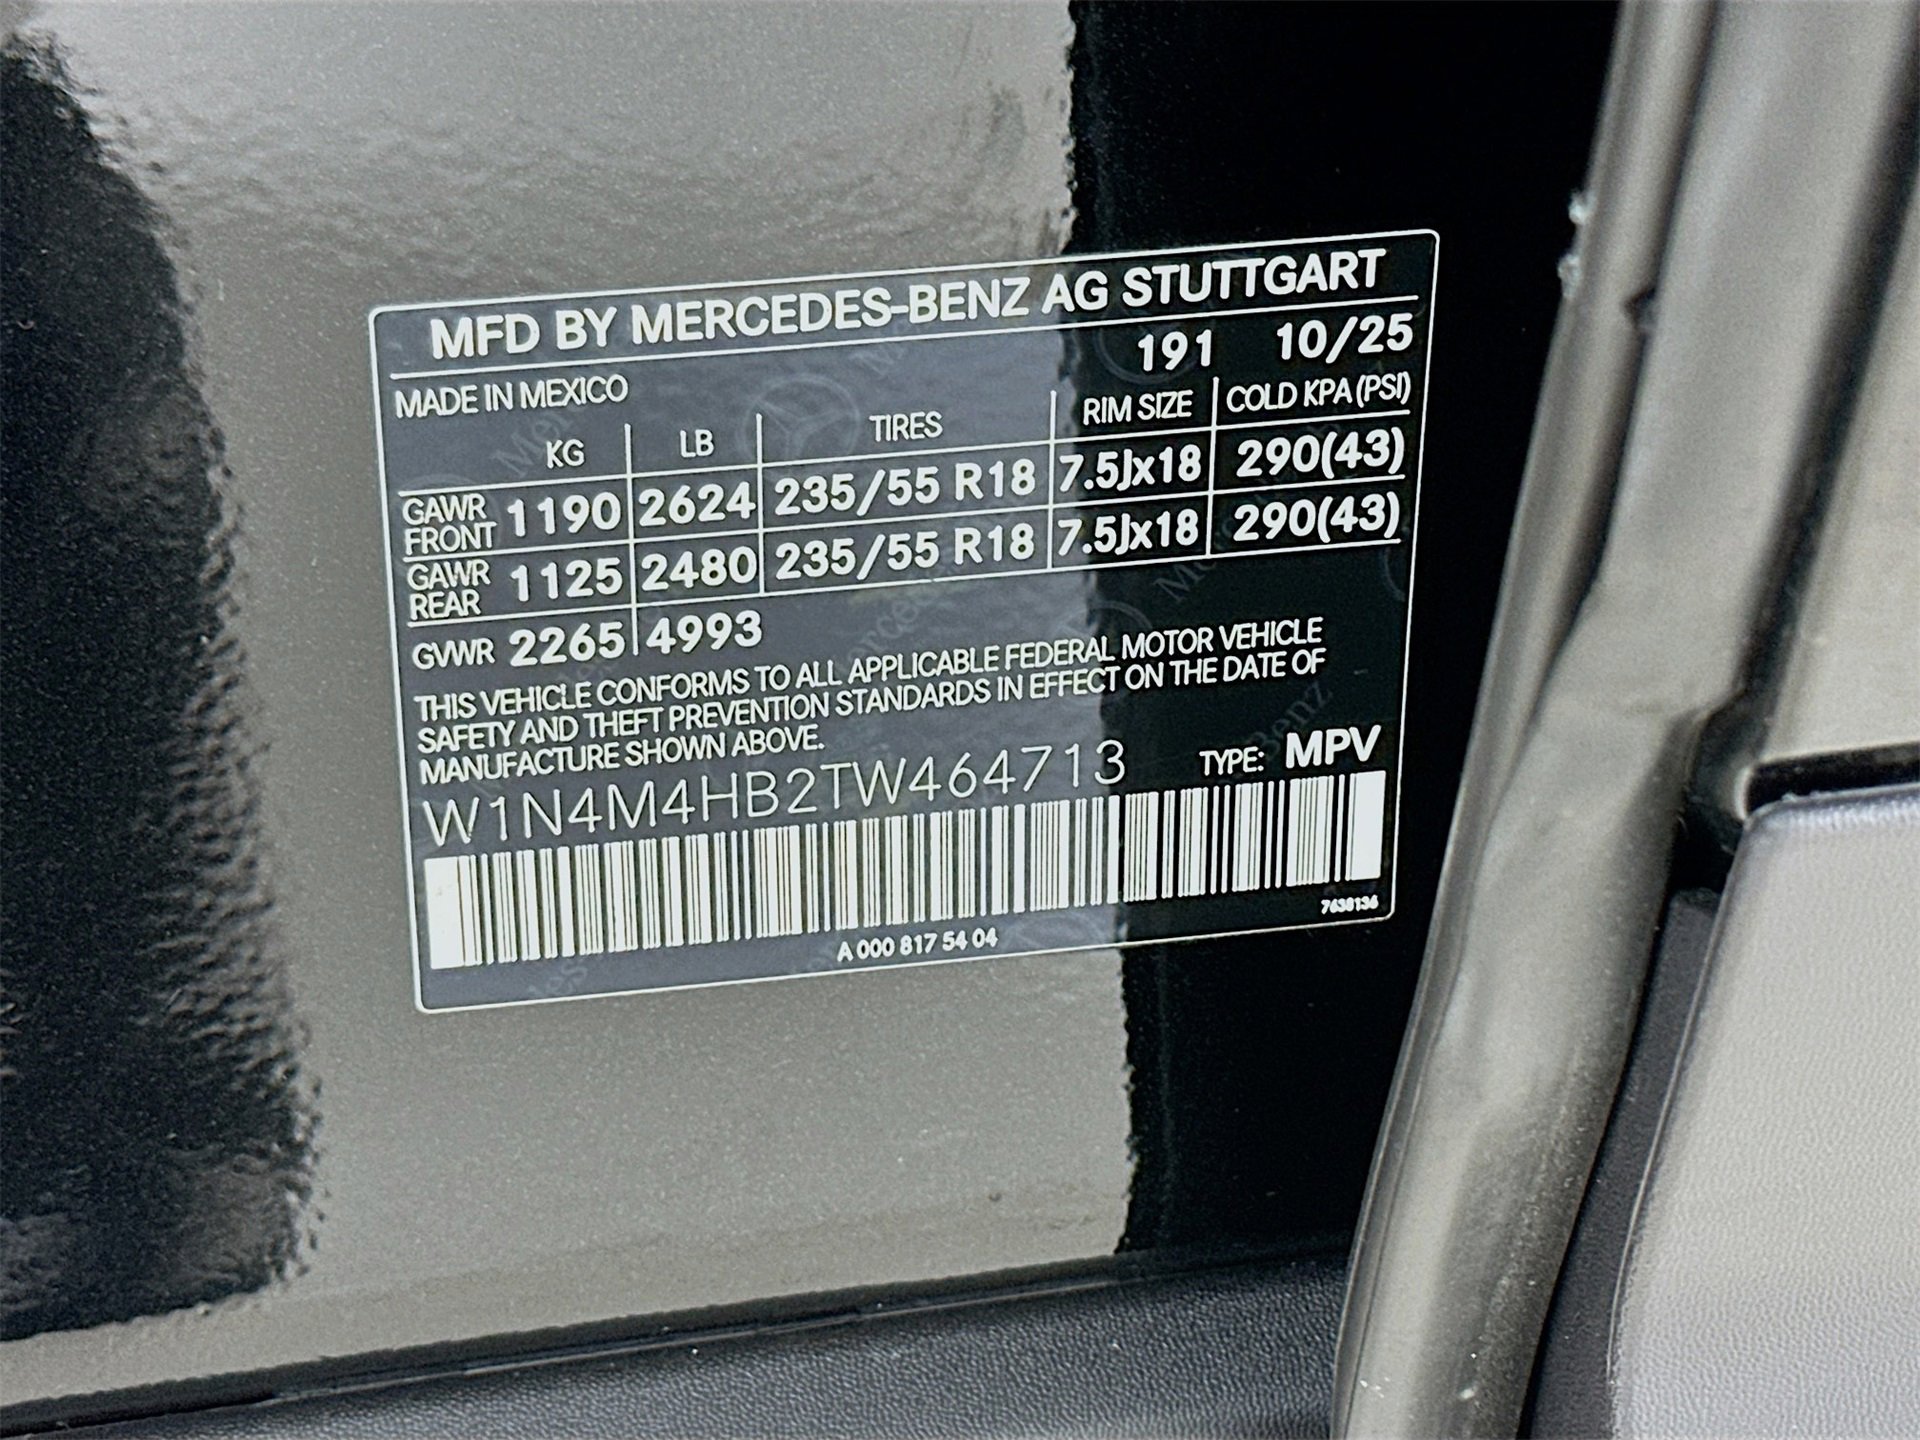 MFD BY MERCEDES-BENZ AG STUTTGART
191 10/25
MADE IN MEXICO
KG LB TIRES RIM SIZE COLD KPA (PSI)
GAWR FRONT 1190 2624 235/55 R18 7.5Jx18 290(43)
GAWR REAR 1125 2480 235/55 R18 7.5Jx18 290(43)
GVWR 2265 4993
THIS VEHICLE CONFORMS TO ALL APPLICABLE FEDERAL MOTOR VEHICLE
SAFETY AND THEFT PREVENTION STANDARDS IN EFFECT ON THE DATE OF
MANUFACTURE SHOWN ABOVE.
W1N4M4HB2TW464713 TYPE: MPV
7638136
A 000 817 54 04